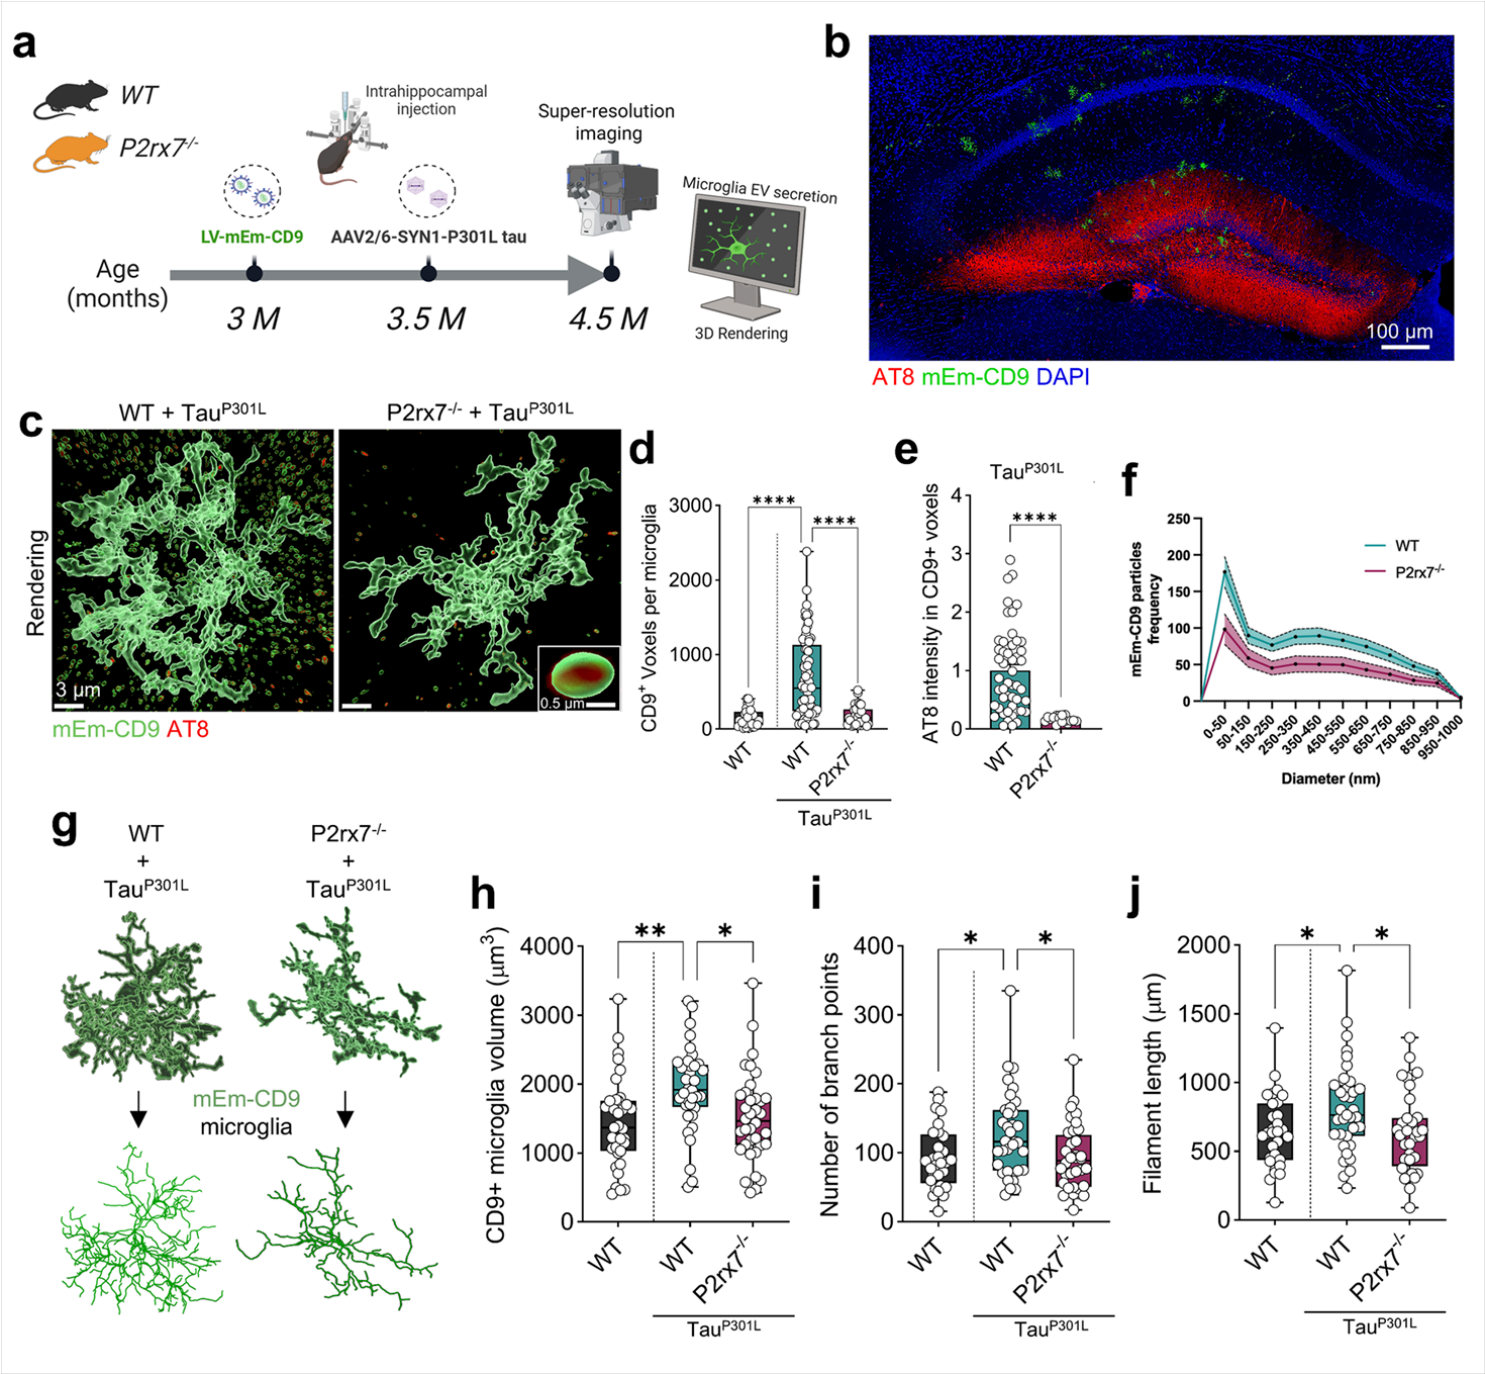 a
WT
P2rx7-/-
Intrahippocampal
injection
Super-resolution
imaging
Microglia EV secretion
LV-mEm-CD9
AAV2/6-SYN1-P301L tau
Age
(months)
3 M
3.5 M
4.5 M
3D Rendering
b
100 µm
AT8 mEm-CD9 DAPI
c
WT + TauP301L
P2rx7-/- + TauP301L
Rendering
3 µm
0.5 µm
mEm-CD9 AT8
d
CD9+ Voxels per microglia
3000
2000
1000
0
****
****
WT
WT
P2rx7-/-
TauP301L
e
TauP301L
AT8 intensity in CD9+ voxels
4
3
2
1
0
****
WT
P2rx7-/-
f
mEm-CD9 particles
frequency
250
200
150
100
50
0
WT
P2rx7-/-
0-50
50-150
150-250
250-350
350-450
450-550
550-650
650-750
750-850
850-950
950-1000
Diameter (nm)
g
WT
+
TauP301L
P2rx7-/-
+
TauP301L
mEm-CD9
microglia
h
CD9+ microglia volume (µm3)
4000
3000
2000
1000
0
**
*
WT
WT
P2rx7-/-
TauP301L
i
Number of branch points
400
300
200
100
0
*
*
WT
WT
P2rx7-/-
TauP301L
j
Filament length (µm)
2000
1500
1000
500
0
*
*
WT
WT
P2rx7-/-
TauP301L